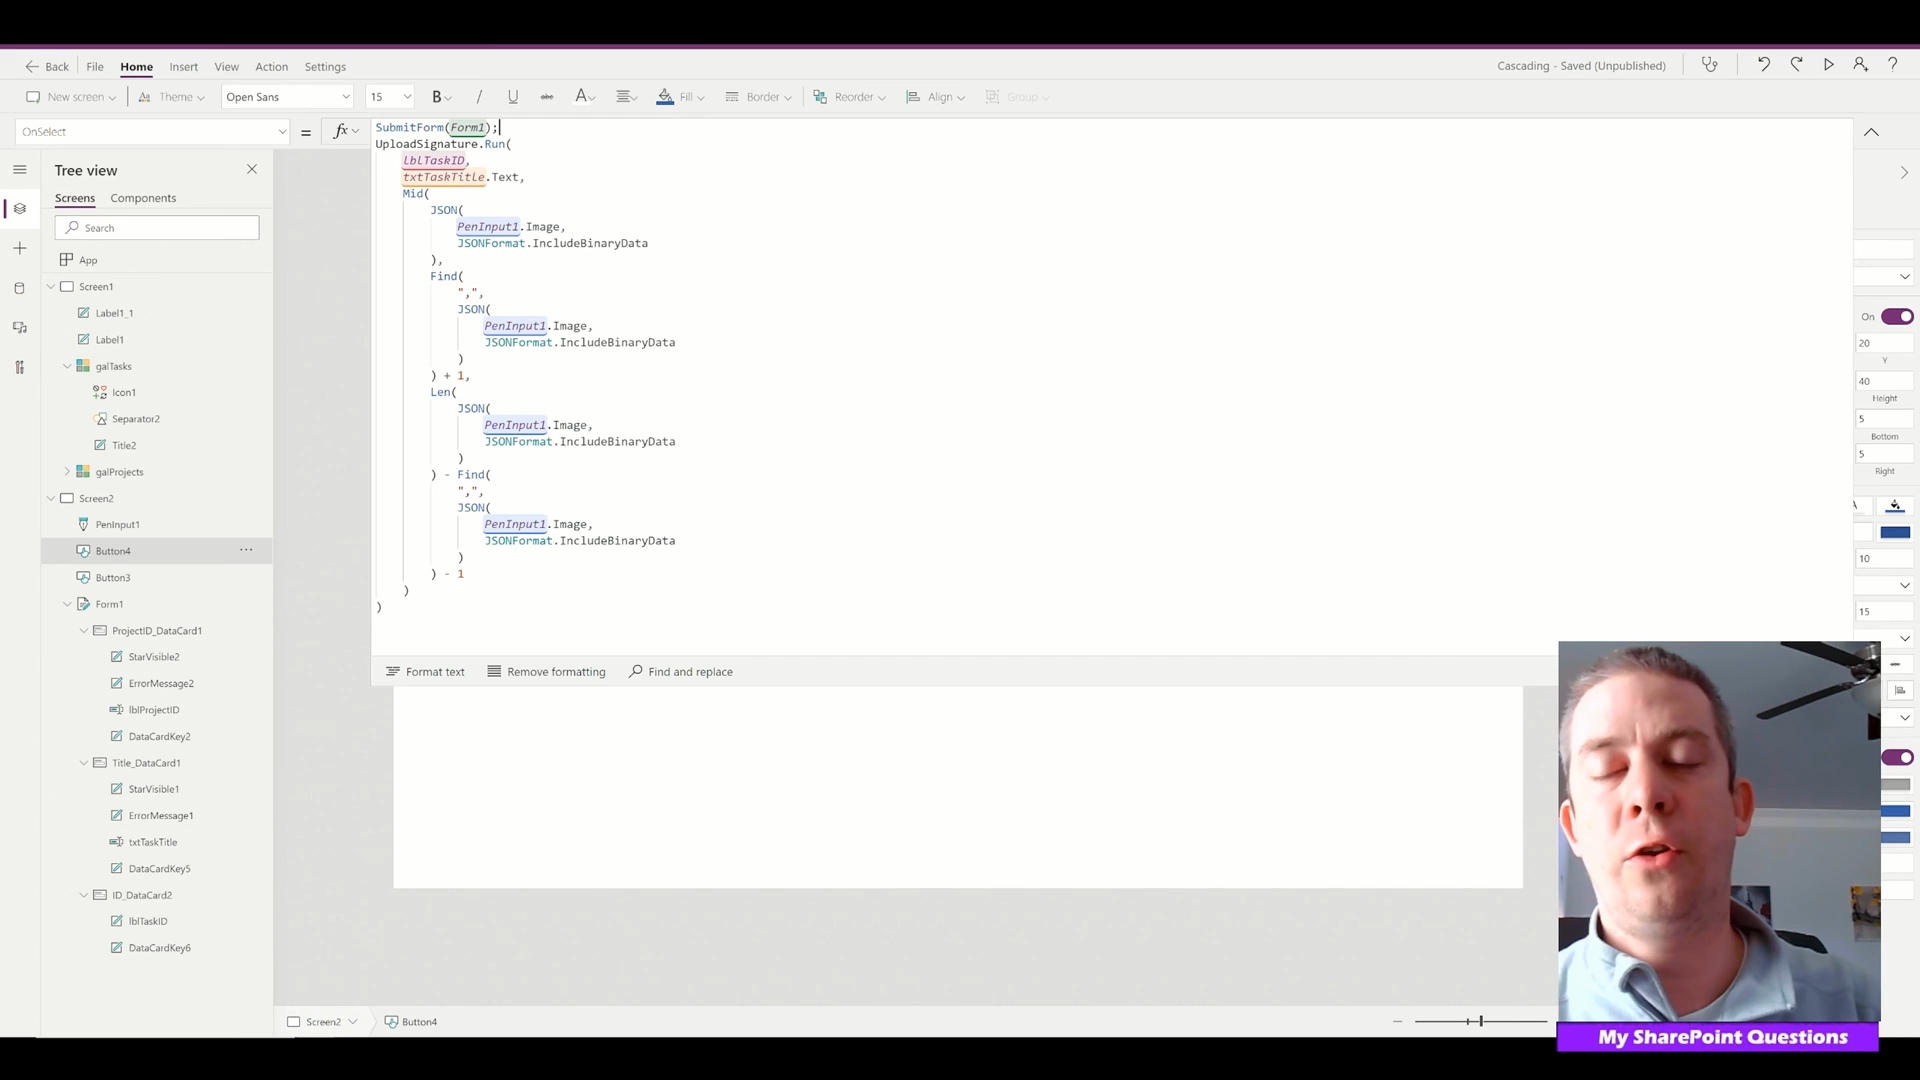 Back File Home Insert View Action Settings Cascading - Saved (Unpublished)
New screen Theme Open Sans 15 B Fill Border Reorder Align Group
OnSelect = fx
SubmitForm(Form1);
UploadSignature.Run(
lblTaskID,
txtTaskTitle.Text,
Mid(
JSON(
PenInput1.Image,
JSONFormat.IncludeBinaryData
),
Find(
",",
JSON(
PenInput1.Image,
JSONFormat.IncludeBinaryData
)
) + 1,
Len(
JSON(
PenInput1.Image,
JSONFormat.IncludeBinaryData
)
) - Find(
",",
JSON(
PenInput1.Image,
JSONFormat.IncludeBinaryData
)
) - 1
)
)
Format text Remove formatting Find and replace
Tree view
Screens Components
Search
App
Screen1
Label1_1
Label1
galTasks
Icon1
Separator2
Title2
galProjects
Screen2
PenInput1
Button4 ...
Button3
Form1
ProjectID_DataCard1
StarVisible2
ErrorMessage2
lblProjectID
DataCardKey2
Title_DataCard1
StarVisible1
ErrorMessage1
txtTaskTitle
DataCardKey5
ID_DataCard2
lblTaskID
DataCardKey6
On
20
Y
40
Height
5
Bottom
5
Right
10
15
Screen2 Button4
My SharePoint Questions